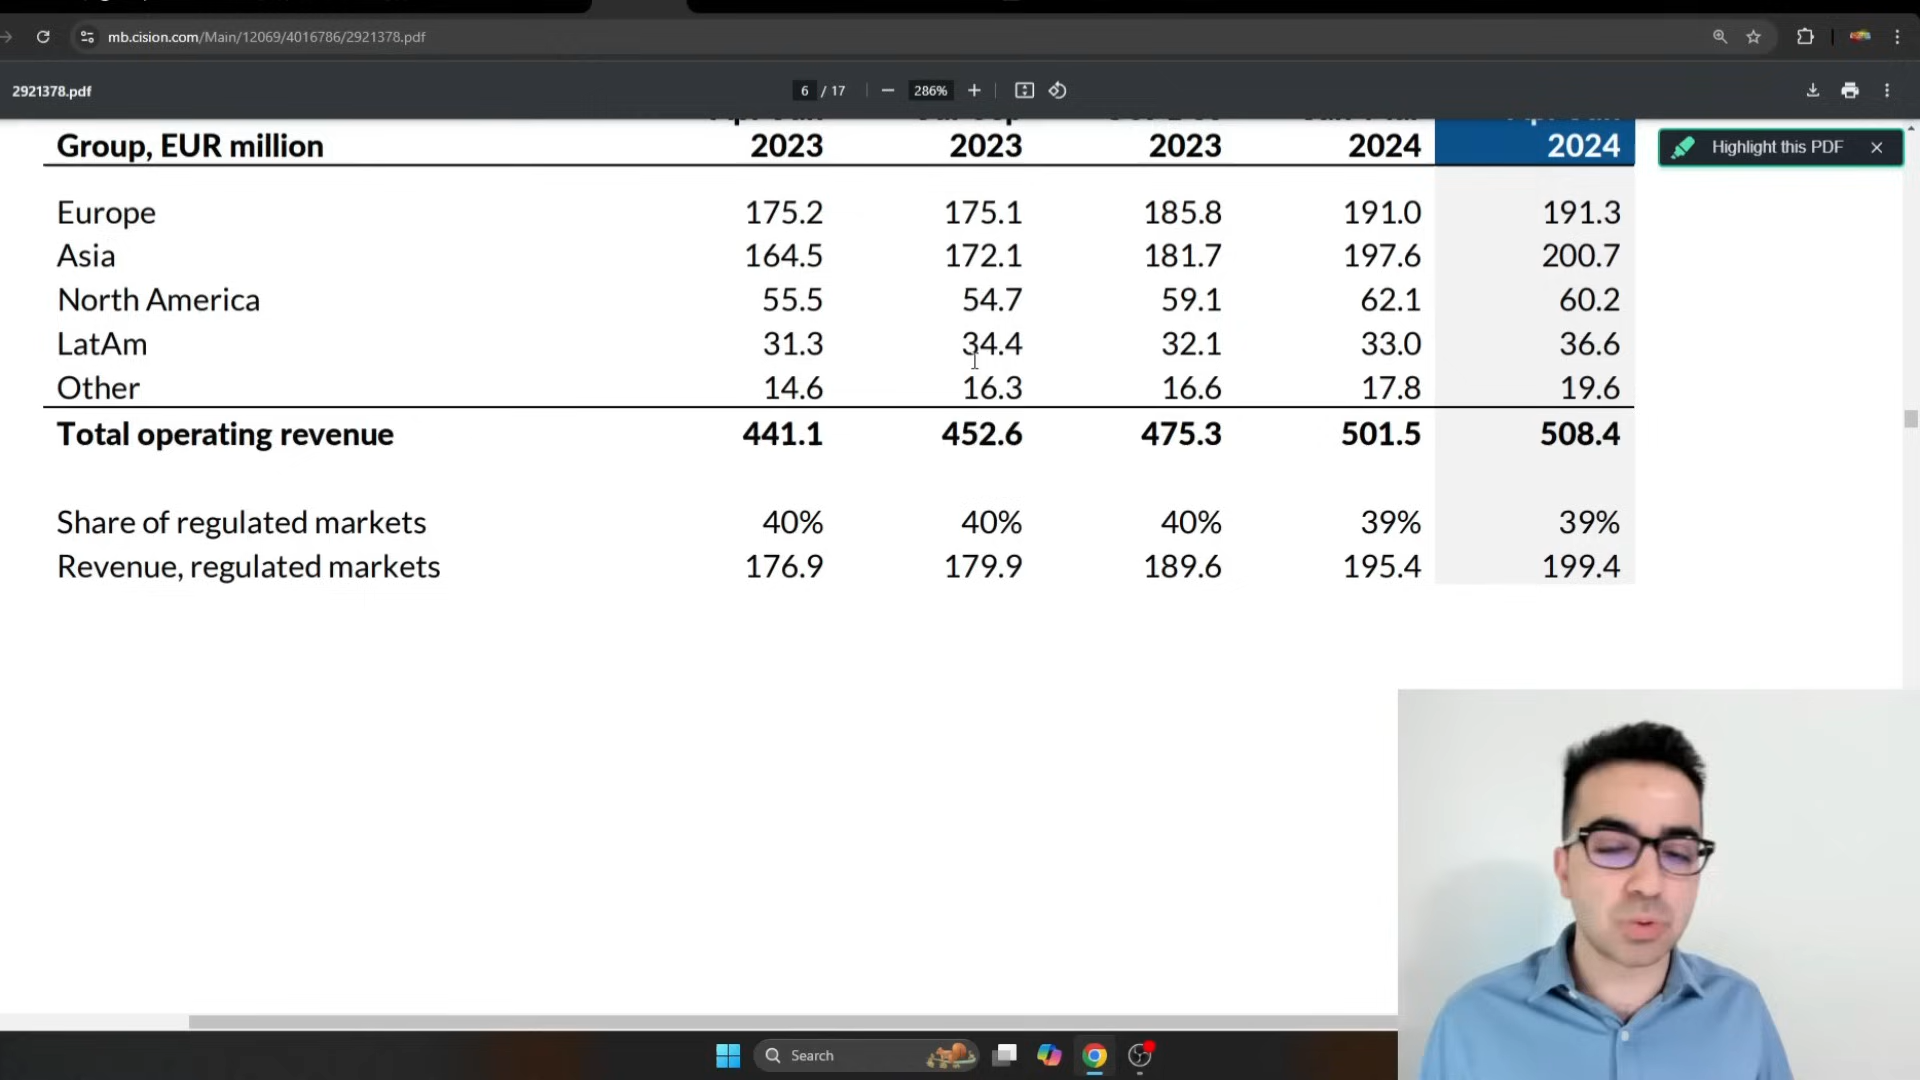 mb.cision.com/Main/12069/4016786/2921378.pdf
2921378.pdf
6 / 17
286%
Highlight this PDF
Group, EUR million 2023 2023 2023 2024 2024
Europe 175.2 175.1 185.8 191.0 191.3
Asia 164.5 172.1 181.7 197.6 200.7
North America 55.5 54.7 59.1 62.1 60.2
LatAm 31.3 34.4 32.1 33.0 36.6
Other 14.6 16.3 16.6 17.8 19.6
Total operating revenue 441.1 452.6 475.3 501.5 508.4
Share of regulated markets 40% 40% 40% 39% 39%
Revenue, regulated markets 176.9 179.9 189.6 195.4 199.4
Search